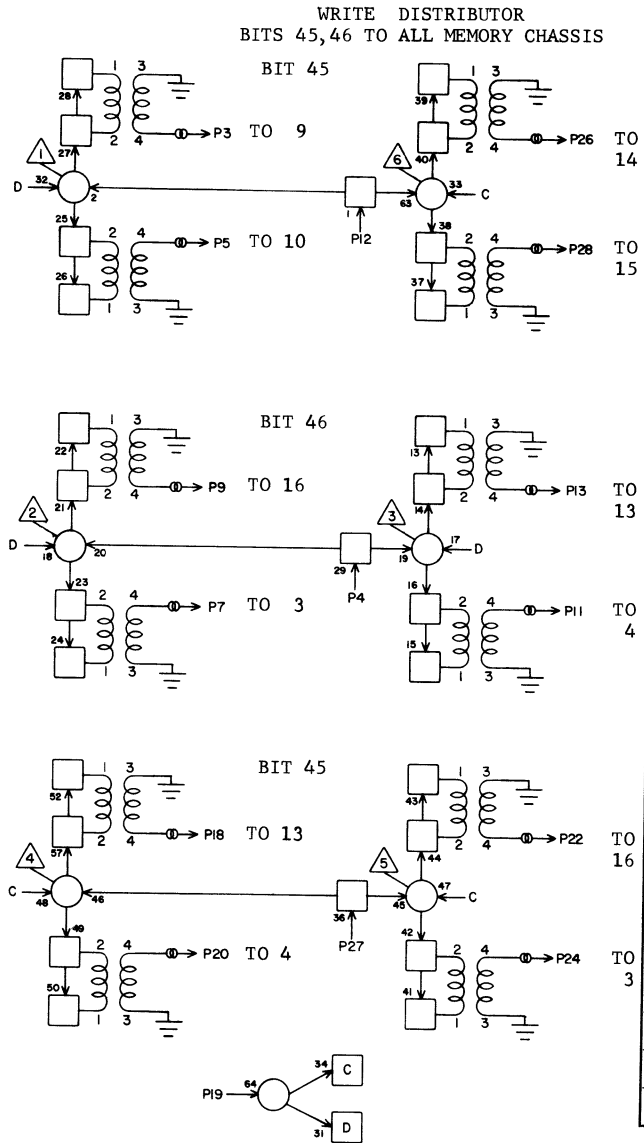 WRITE DISTRIBUTOR
BITS 45,46 TO ALL MEMORY CHASSIS
BIT 45
1 3
28
2 4
27
P3 TO 9
1
D 32 2
25
2 4
P5 TO 10
26
1 3
1
P12
1 3
39
2 4
40
P26 TO 14
6
63 33 C
38
2 4
P28 TO 15
37
1 3
BIT 46
1 3
22
2 4
21
P9 TO 16
2
D 18 20
23
2 4
P7 TO 3
24
1 3
29
P4
1 3
13
2 4
14
P13 TO 13
3
19 17 D
16
2 4
P11 TO 4
15
1 3
BIT 45
1 3
52
2 4
57
P18 TO 13
4
C 48 46
49
2 4
P20 TO 4
50
1 3
36
P27
1 3
43
2 4
44
P22 TO 16
5
45 47 C
42
2 4
P24 TO 3
41
1 3
P19 64
34 C
31 D